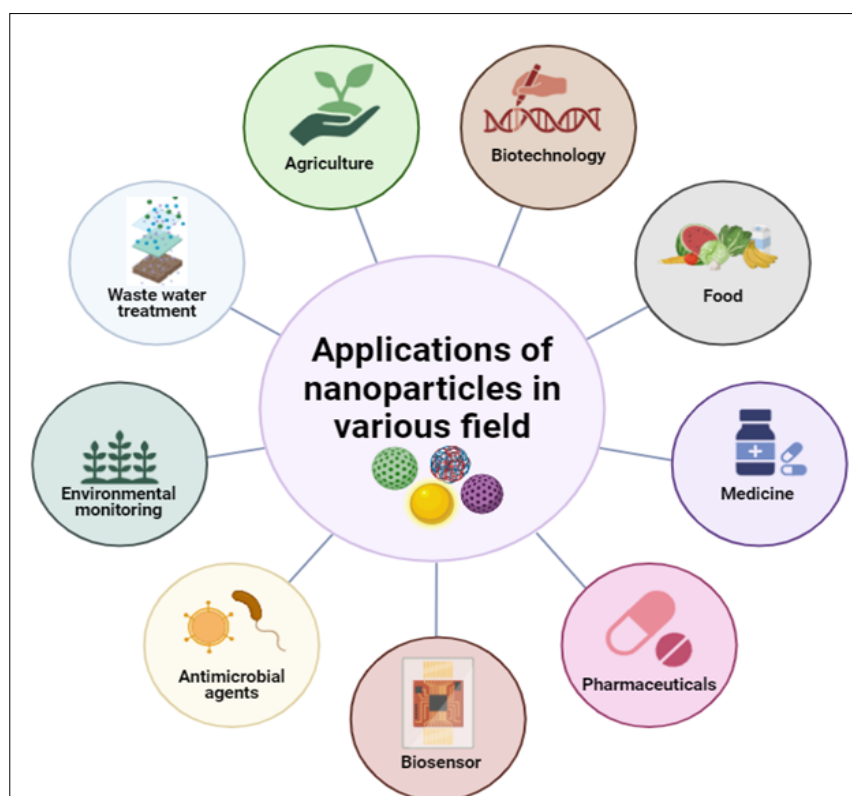 Applications of
nanoparticles in
various field
Agriculture
Biotechnology
Food
Medicine
Pharmaceuticals
Biosensor
Antimicrobial
agents
Environmental
monitoring
Waste water
treatment